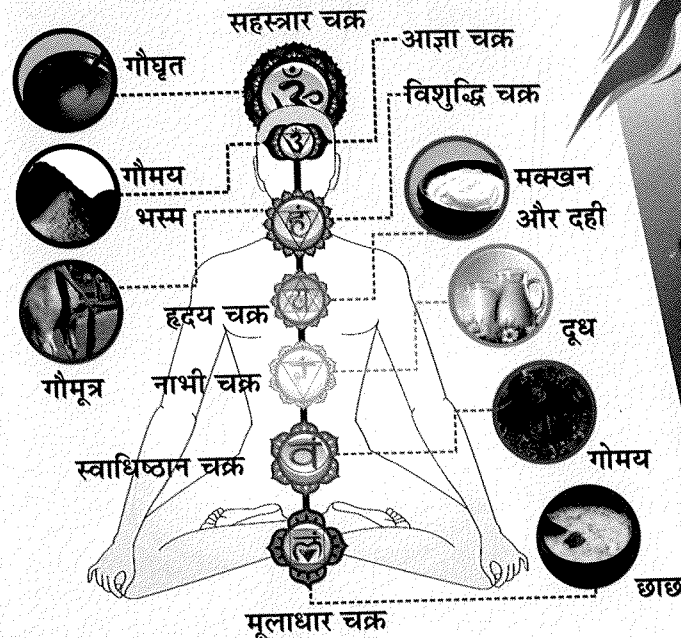 सहस्त्रार चक्र
गौघृत
आज्ञा चक्र
विशुद्धि चक्र
गौमय
भस्म
मक्खन
और दही
हृदय चक्र
दूध
गौमूत्र
नाभी चक्र
स्वाधिष्ठान चक्र
गोमय
छाछ
मूलाधार चक्र
ॐ
हं
यं
रं
वं
लं